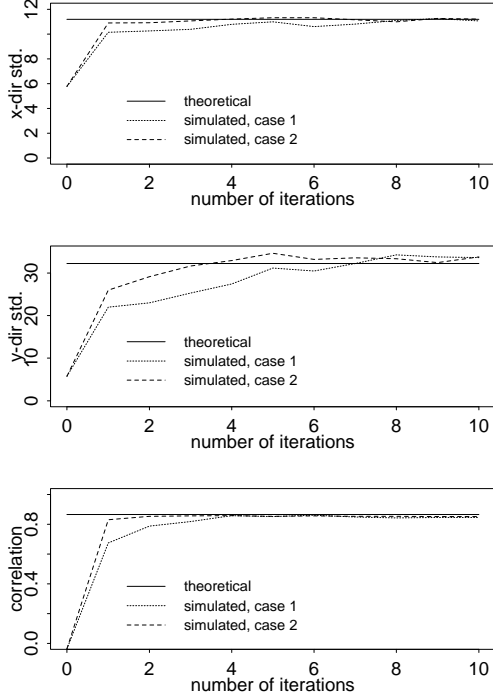 x-dir std.
0 2 4 6 8 10 12
theoretical
simulated, case 1
simulated, case 2
0 2 4 6 8 10
number of iterations
y-dir std.
0 10 20 30
theoretical
simulated, case 1
simulated, case 2
0 2 4 6 8 10
number of iterations
correlation
0.0 0.4 0.8
theoretical
simulated, case 1
simulated, case 2
0 2 4 6 8 10
number of iterations